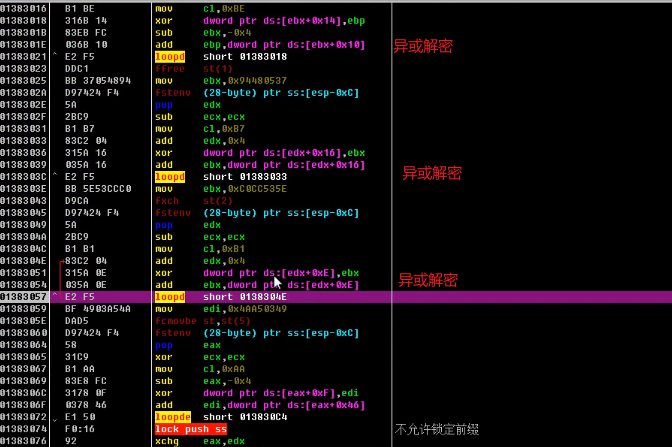 01383016 B1 BE mov cl,0xBE
01383018 316B 14 xor dword ptr ds:[ebx+0x14],ebp
0138301B 83EB FC sub ebx,-0x4
0138301E 036B 10 add ebp,dword ptr ds:[ebx+0x10] 异或解密
01383021 ^ E2 F5 loopd short 01383018
01383023 DDC1 ffree st(1)
01383025 BB 37054894 mov ebx,0x94480537
0138302A D97424 F4 fstenv (28-byte) ptr ss:[esp-0xC]
0138302E 5A pop edx
0138302F 2BC9 sub ecx,ecx
01383031 B1 B7 mov cl,0xB7
01383033 83C2 04 add edx,0x4
01383036 315A 16 xor dword ptr ds:[edx+0x16],ebx
01383039 035A 16 add ebx,dword ptr ds:[edx+0x16]
0138303C ^ E2 F5 loopd short 01383033 异或解密
0138303E BB 5E53CCC0 mov ebx,0xC0CC535E
01383043 D9CA fxch st(2)
01383045 D97424 F4 fstenv (28-byte) ptr ss:[esp-0xC]
01383049 5A pop edx
0138304A 2BC9 sub ecx,ecx
0138304C B1 B1 mov cl,0xB1
0138304E 83C2 04 add edx,0x4
01383051 315A 0E xor dword ptr ds:[edx+0xE],ebx 异或解密
01383054 035A 0E add ebx,dword ptr ds:[edx+0xE]
01383057 ^ E2 F5 loopd short 0138304E
01383059 BF 4903A54A mov edi,0x4AA50349
0138305E DAD5 fcmovbe st,st(5)
01383060 D97424 F4 fstenv (28-byte) ptr ss:[esp-0xC]
01383064 58 pop eax
01383065 31C9 xor ecx,ecx
01383067 B1 AA mov cl,0xAA
01383069 83E8 FC sub eax,-0x4
0138306C 3178 0F xor dword ptr ds:[eax+0xF],edi
0138306F 0378 46 add edi,dword ptr ds:[eax+0x46]
01383072 E1 50 loopde short 013830C4
01383074 F0:16 lock push ss 不允许锁定前缀
01383076 92 xchg eax,edx